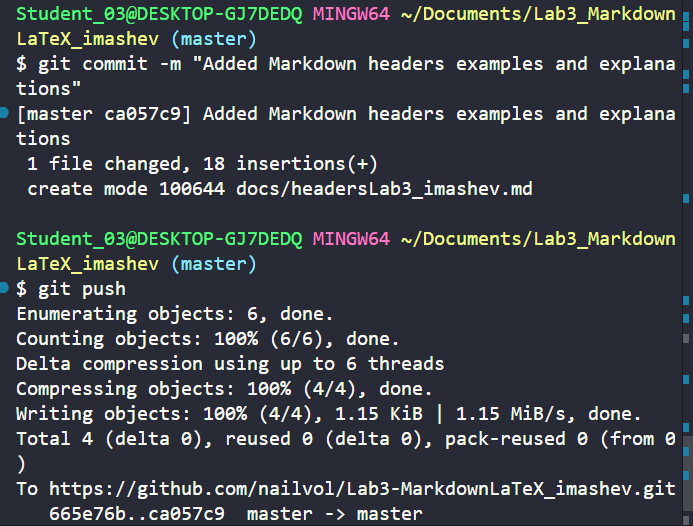 Student_03@DESKTOP-GJ7DEDQ MINGW64 ~/Documents/Lab3_Markdown
LaTeX_imashev (master)
$ git commit -m "Added Markdown headers examples and explana
tions"
[master ca057c9] Added Markdown headers examples and explana
tions
 1 file changed, 18 insertions(+)
 create mode 100644 docs/headersLab3_imashev.md

Student_03@DESKTOP-GJ7DEDQ MINGW64 ~/Documents/Lab3_Markdown
LaTeX_imashev (master)
$ git push
Enumerating objects: 6, done.
Counting objects: 100% (6/6), done.
Delta compression using up to 6 threads
Compressing objects: 100% (4/4), done.
Writing objects: 100% (4/4), 1.15 KiB | 1.15 MiB/s, done.
Total 4 (delta 0), reused 0 (delta 0), pack-reused 0 (from 0
)
To https://github.com/nailvol/Lab3-MarkdownLaTeX_imashev.git
   665e76b..ca057c9  master -> master